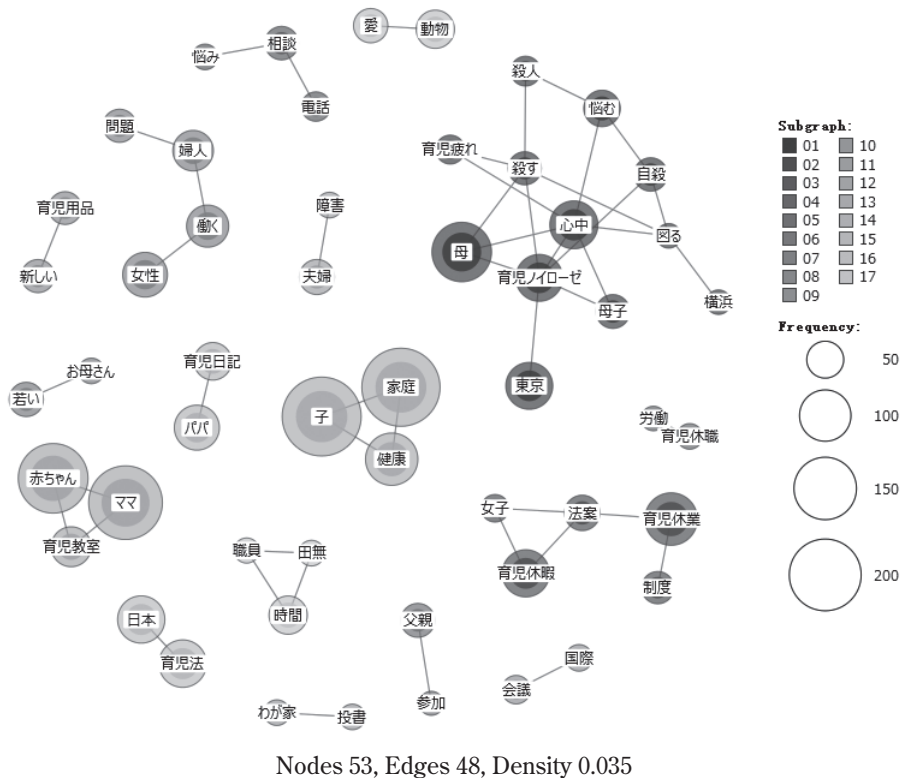 愛
動物
悩み
相談
電話
殺人
悩む
問題
婦人
育児疲れ
殺す
自殺
育児用品
働く
障害
心中
図る
母
新しい
女性
夫婦
育児ノイローゼ
母子
横浜
お母さん
育児日記
若い
パパ
子
家庭
健康
東京
労働
育児休職
赤ちゃん
ママ
育児教室
女子
法案
育児休業
職員
田無
育児休暇
制度
時間
日本
育児法
父親
参加
国際
会議
わが家
投書
Subgraph:
01
02
03
04
05
06
07
08
09
10
11
12
13
14
15
16
17
Frequency:
50
100
150
200
Nodes 53, Edges 48, Density 0.035